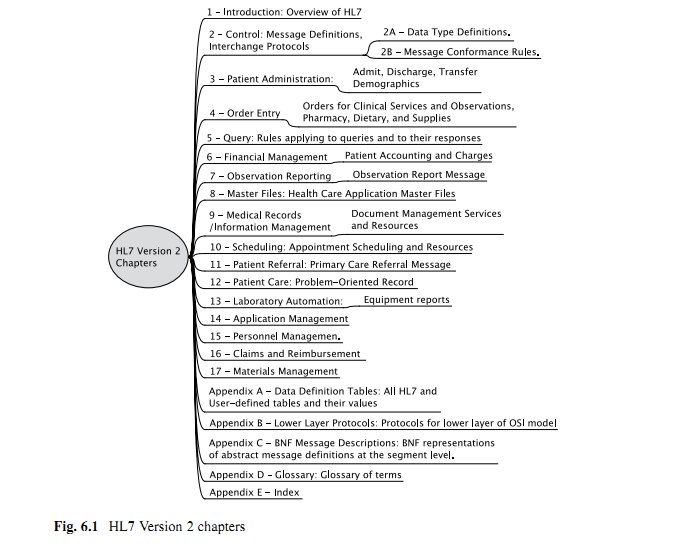 1 – Introduction: Overview of HL7
2 – Control: Message Definitions,
Interchange Protocols
2A – Data Type Definitions.
2B – Message Conformance Rules.
3 – Patient Administration:
Admit, Discharge, Transfer
Demographics
4 – Order Entry
Orders for Clinical Services and Observations,
Pharmacy, Dietary, and Supplies
5 – Query: Rules applying to queries and to their responses
6 – Financial Management
Patient Accounting and Charges
7 – Observation Reporting
Observation Report Message
8 – Master Files: Health Care Application Master Files
9 – Medical Records
/Information Management
Document Management Services
and Resources
HL7 Version 2
Chapters
10 – Scheduling: Appointment Scheduling and Resources
11 – Patient Referral: Primary Care Referral Message
12 – Patient Care: Problem–Oriented Record
13 – Laboratory Automation:
Equipment reports
14 – Application Management
15 – Personnel Managemen.
16 – Claims and Reimbursement
17 – Materials Management
Appendix A – Data Definition Tables: All HL7 and
User–defined tables and their values
Appendix B – Lower Layer Protocols: Protocols for lower layer of OSI model
Appendix C – BNF Message Descriptions: BNF representations
of abstract message definitions at the segment level.
Appendix D – Glossary: Glossary of terms
Appendix E – Index
Fig. 6.1 HL7 Version 2 chapters